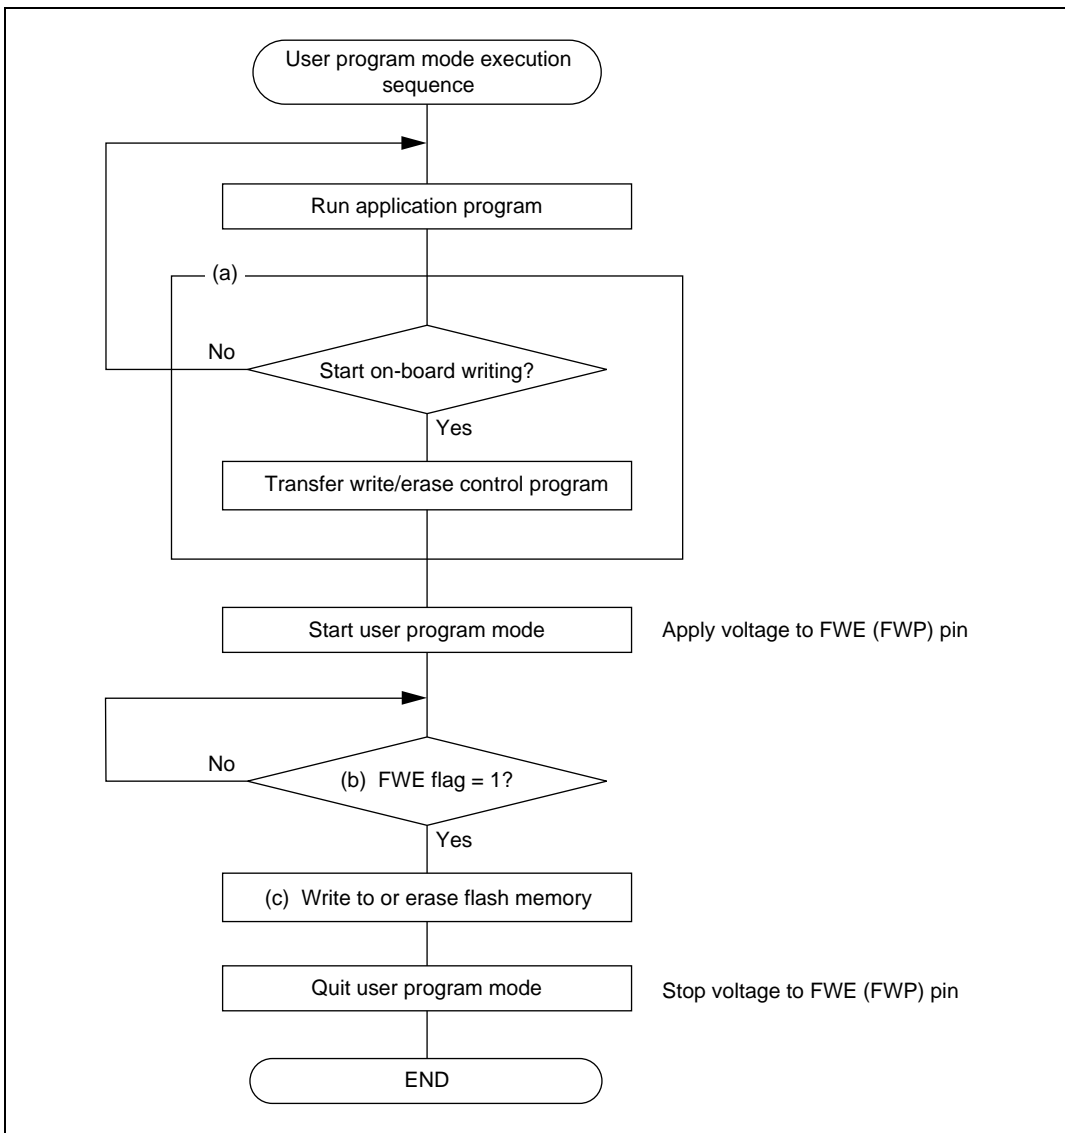 User program mode execution
sequence
Run application program
(a)
No
Start on-board writing?
Yes
Transfer write/erase control program
Start user program mode
Apply voltage to FWE (FWP) pin
No
(b) FWE flag = 1?
Yes
(c) Write to or erase flash memory
Quit user program mode
Stop voltage to FWE (FWP) pin
END